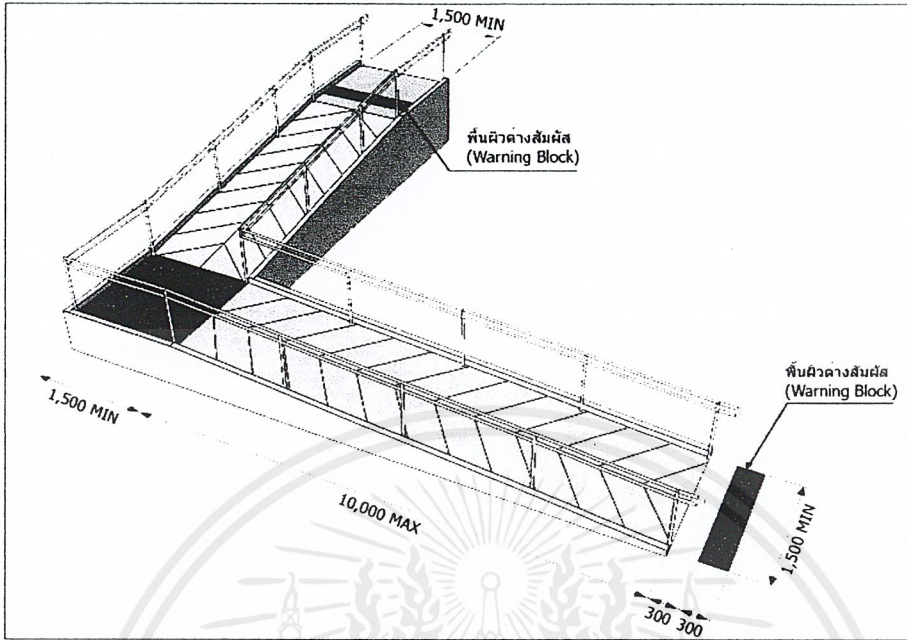 1,500 MIN
พื้นผิวต่างสัมผัส
(Warning Block)
พื้นผิวต่างสัมผัส
(Warning Block)
1,500 MIN
10,000 MAX
1,500 MIN
300 300